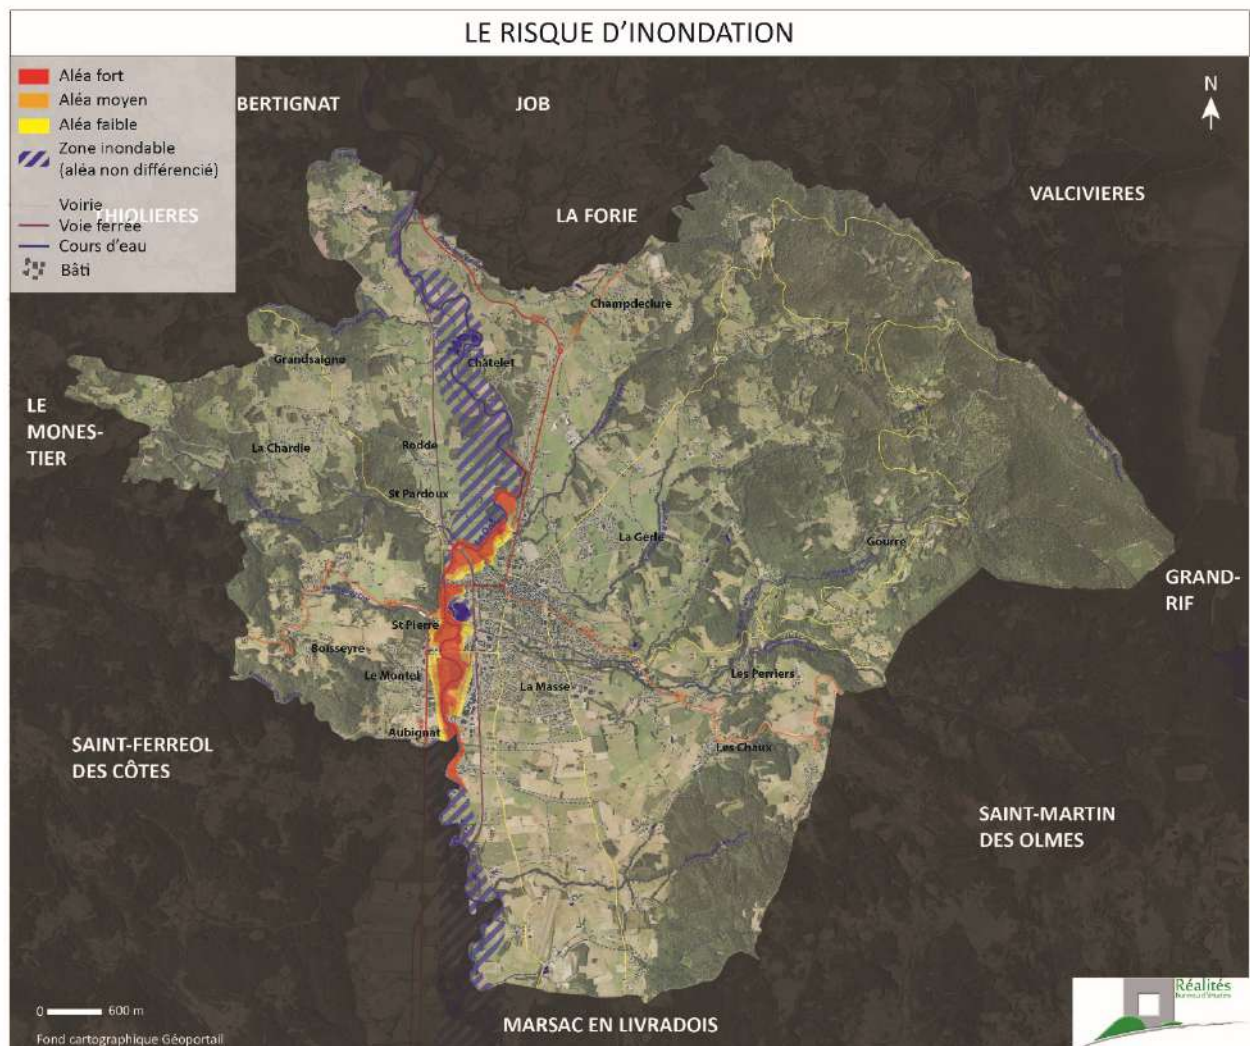 LE RISQUE D'INONDATION
Aléa fort
Aléa moyen
Aléa faible
Zone inondable
(aléa non différencié)
Voirie
Voie ferrée
Cours d'eau
Bâti
BERTIGNAT
JOB
N
THIOLIERES
LA FORIE
VALCIVIERES
Champdeclure
Grandsaigne
Châtelet
LE
MONES-
TIER
La Chardie
Rodde
St Pardoux
La Gerle
Gourre
GRAND-
RIF
St Pierre
Boisseyre
Le Montel
La Masse
Les Perriers
Aubignat
Les Chaux
SAINT-FERREOL
DES CÔTES
SAINT-MARTIN
DES OLMES
0 600 m
Fond cartographique Géoportail
MARSAC EN LIVRADOIS
Réalités
bureau d'études